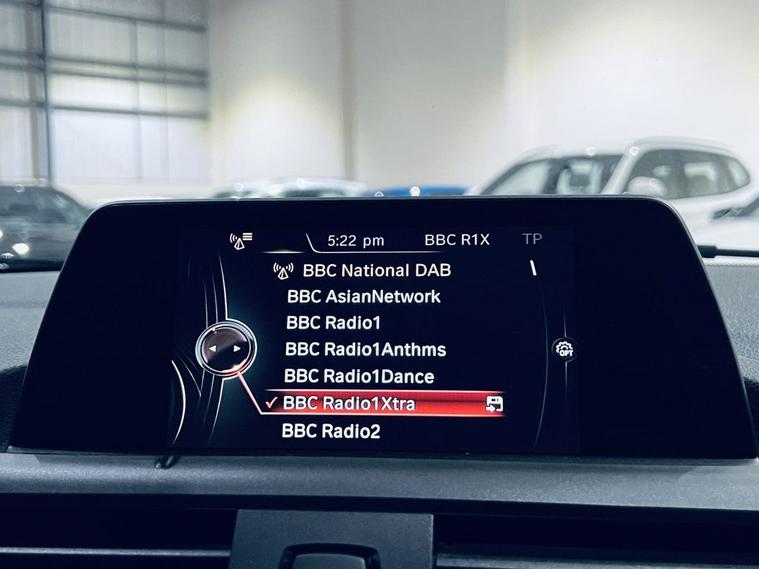 5:22 pm BBC R1X TP
BBC National DAB
BBC AsianNetwork
BBC Radio1
BBC Radio1Anthms
BBC Radio1Dance
BBC Radio1Xtra
BBC Radio2
OPT